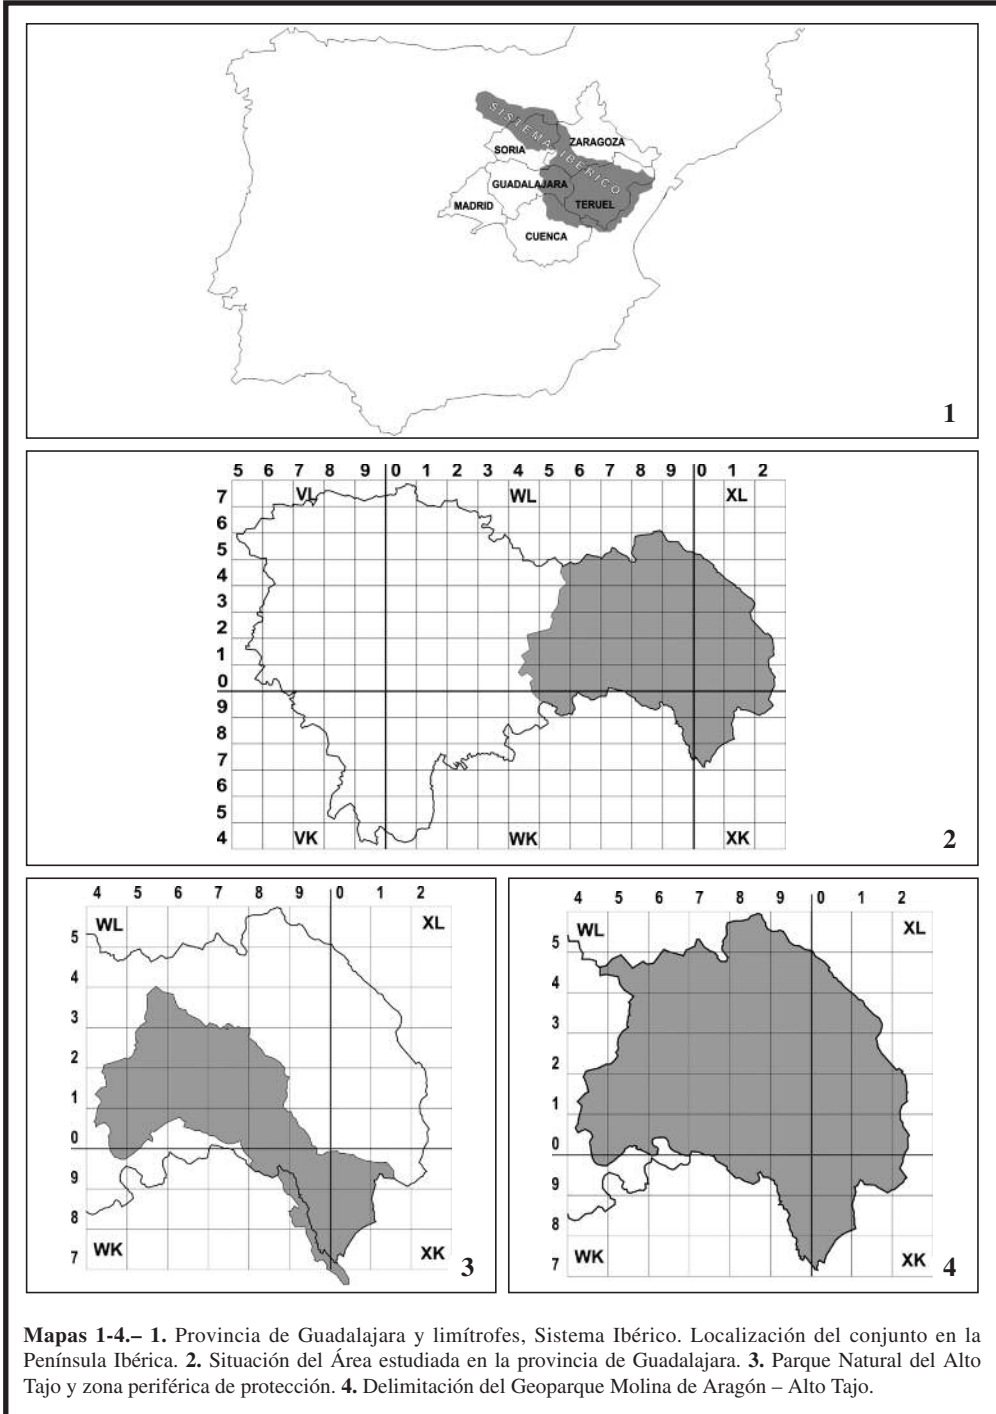 SISTEMA IBÉRICO
ZARAGOZA
SORIA
GUADALAJARA
MADRID
TERUEL
CUENCA
1
5 6 7 8 9 0 1 2 3 4 5 6 7 8 9 0 1 2
7 VL WL XL
6
5
4
3
2
1
0
9
8
7
6
5
4 VK WK XK
2
4 5 6 7 8 9 0 1 2
WL XL
5
4
3
2
1
0
9
8
7 WK XK
3
4 5 6 7 8 9 0 1 2
WL XL
5
4
3
2
1
0
9
8
7 WK XK
4
Mapas 1-4.– 1. Provincia de Guadalajara y limítrofes, Sistema Ibérico. Localización del conjunto en la
Península Ibérica. 2. Situación del Área estudiada en la provincia de Guadalajara. 3. Parque Natural del Alto
Tajo y zona periférica de protección. 4. Delimitación del Geoparque Molina de Aragón – Alto Tajo.